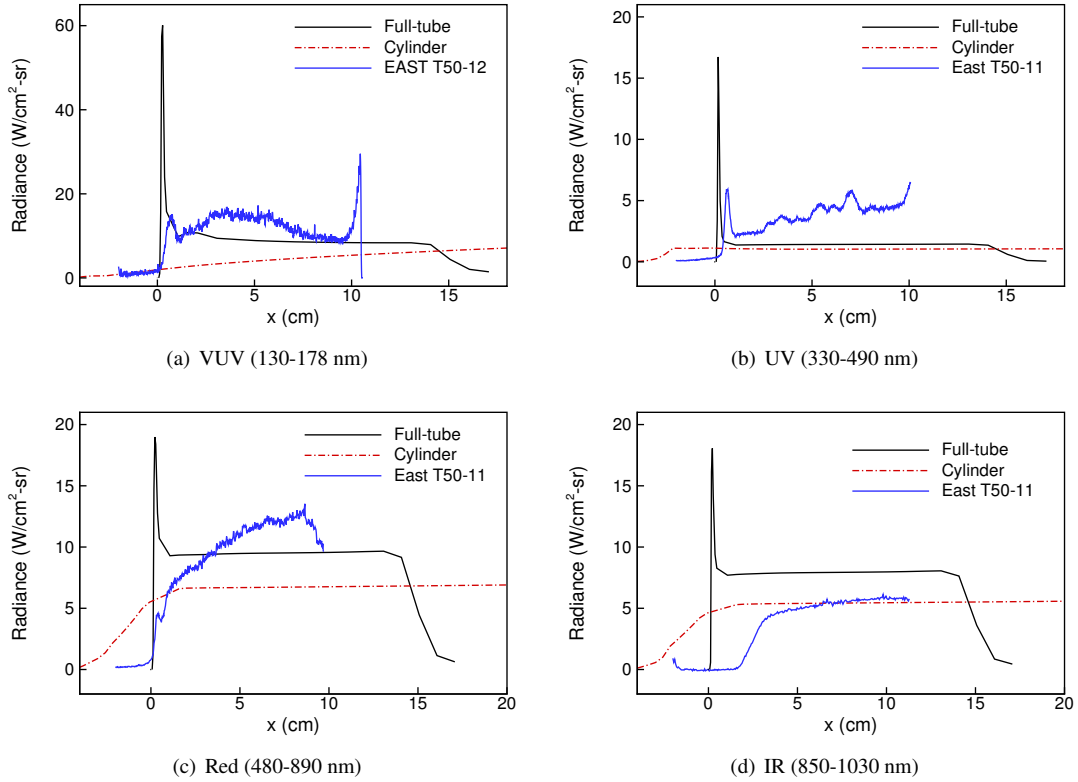 Radiance (W/cm²-sr)
60
40
20
0
Full-tube
Cylinder
EAST T50-12
0 5 10 15
x (cm)
(a) VUV (130-178 nm)
Radiance (W/cm²-sr)
20
15
10
5
0
Full-tube
Cylinder
East T50-11
0 5 10 15
x (cm)
(b) UV (330-490 nm)
Radiance (W/cm²-sr)
20
15
10
5
0
Full-tube
Cylinder
East T50-11
0 5 10 15 20
x (cm)
(c) Red (480-890 nm)
Radiance (W/cm²-sr)
20
15
10
5
0
Full-tube
Cylinder
East T50-11
0 5 10 15 20
x (cm)
(d) IR (850-1030 nm)